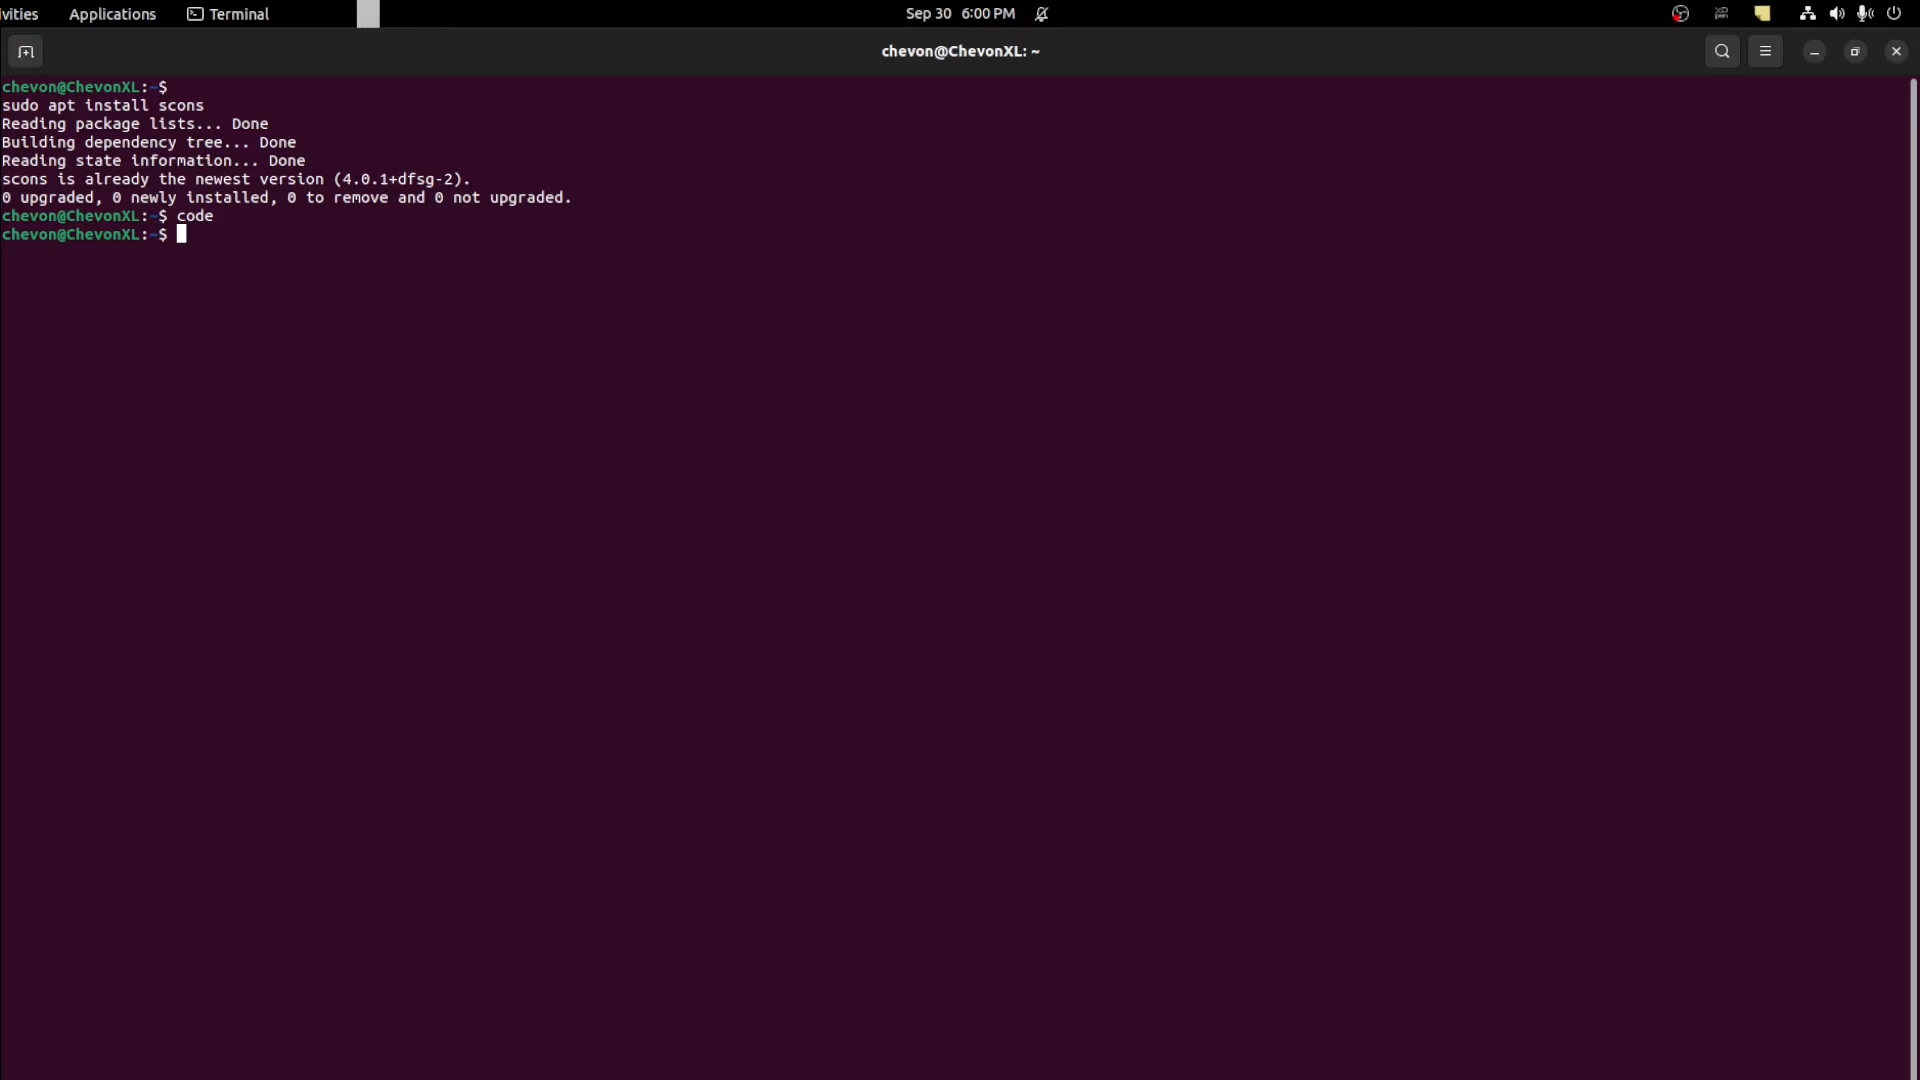 vities Applications Terminal Sep 30 6:00 PM
chevon@ChevonXL: ~
chevon@ChevonXL:~$
sudo apt install scons
Reading package lists... Done
Building dependency tree... Done
Reading state information... Done
scons is already the newest version (4.0.1+dfsg-2).
0 upgraded, 0 newly installed, 0 to remove and 0 not upgraded.
chevon@ChevonXL:~$ code
chevon@ChevonXL:~$